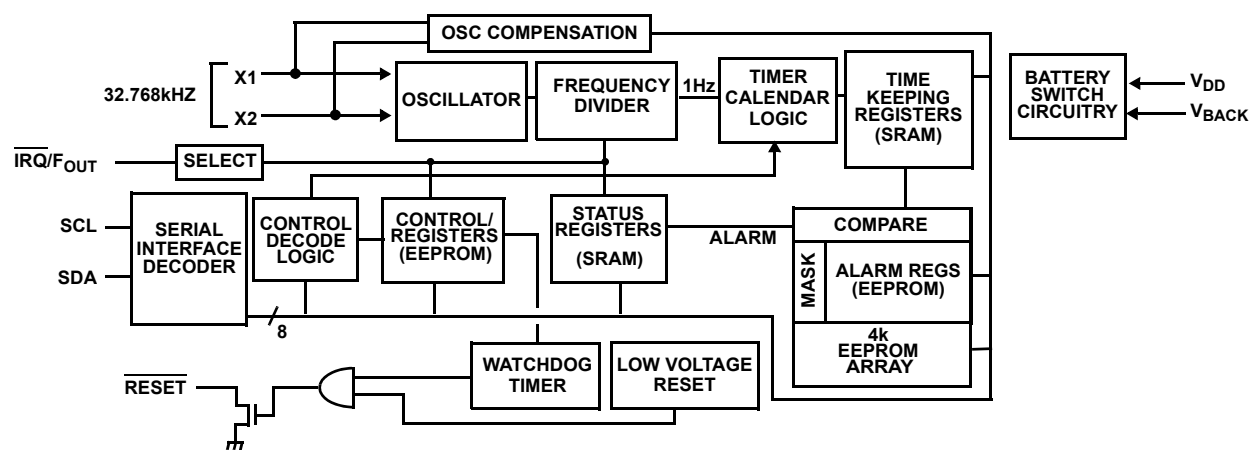 OSC COMPENSATION
32.768kHZ
X1
X2
OSCILLATOR
FREQUENCY
DIVIDER
1Hz
TIMER
CALENDAR
LOGIC
TIME
KEEPING
REGISTERS
(SRAM)
BATTERY
SWITCH
CIRCUITRY
VDD
VBACK
IRQ/FOUT
SELECT
SCL
SDA
SERIAL
INTERFACE
DECODER
CONTROL
DECODE
LOGIC
CONTROL/
REGISTERS
(EEPROM)
STATUS
REGISTERS
(SRAM)
ALARM
COMPARE
MASK
ALARM REGS
(EEPROM)
4k
EEPROM
ARRAY
8
WATCHDOG
TIMER
LOW VOLTAGE
RESET
RESET